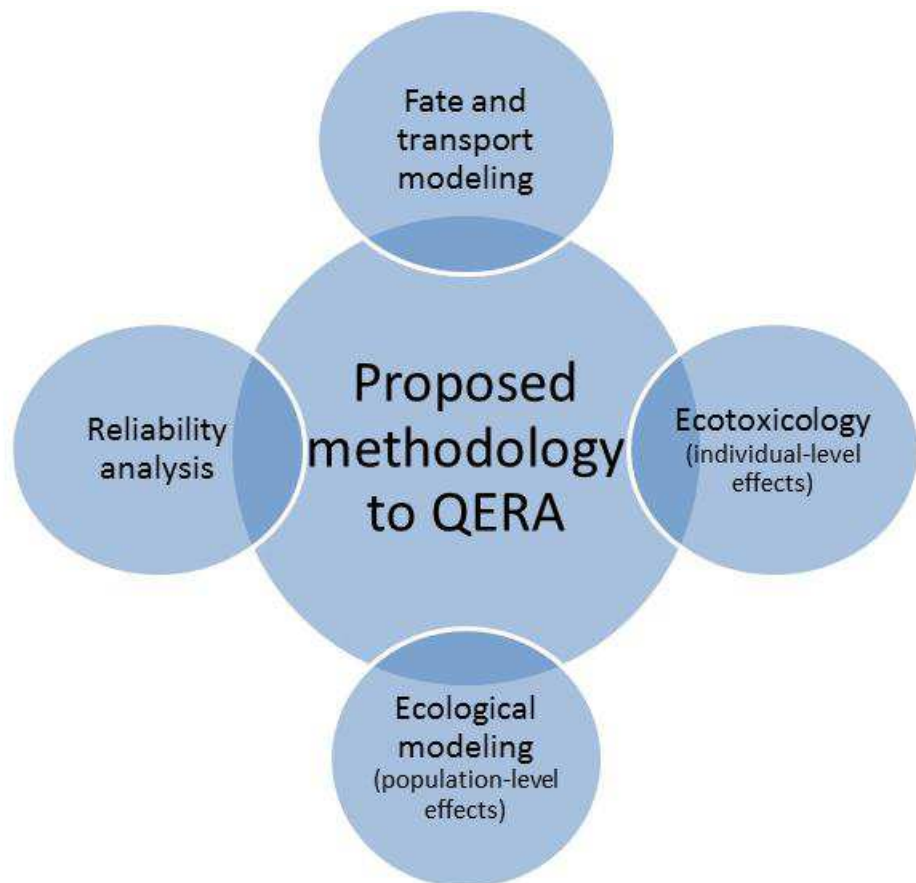 Fate and
transport
modeling
Proposed
methodology
to QERA
Reliability
analysis
Ecotoxicology
(individual-level
effects)
Ecological
modeling
(population-level
effects)